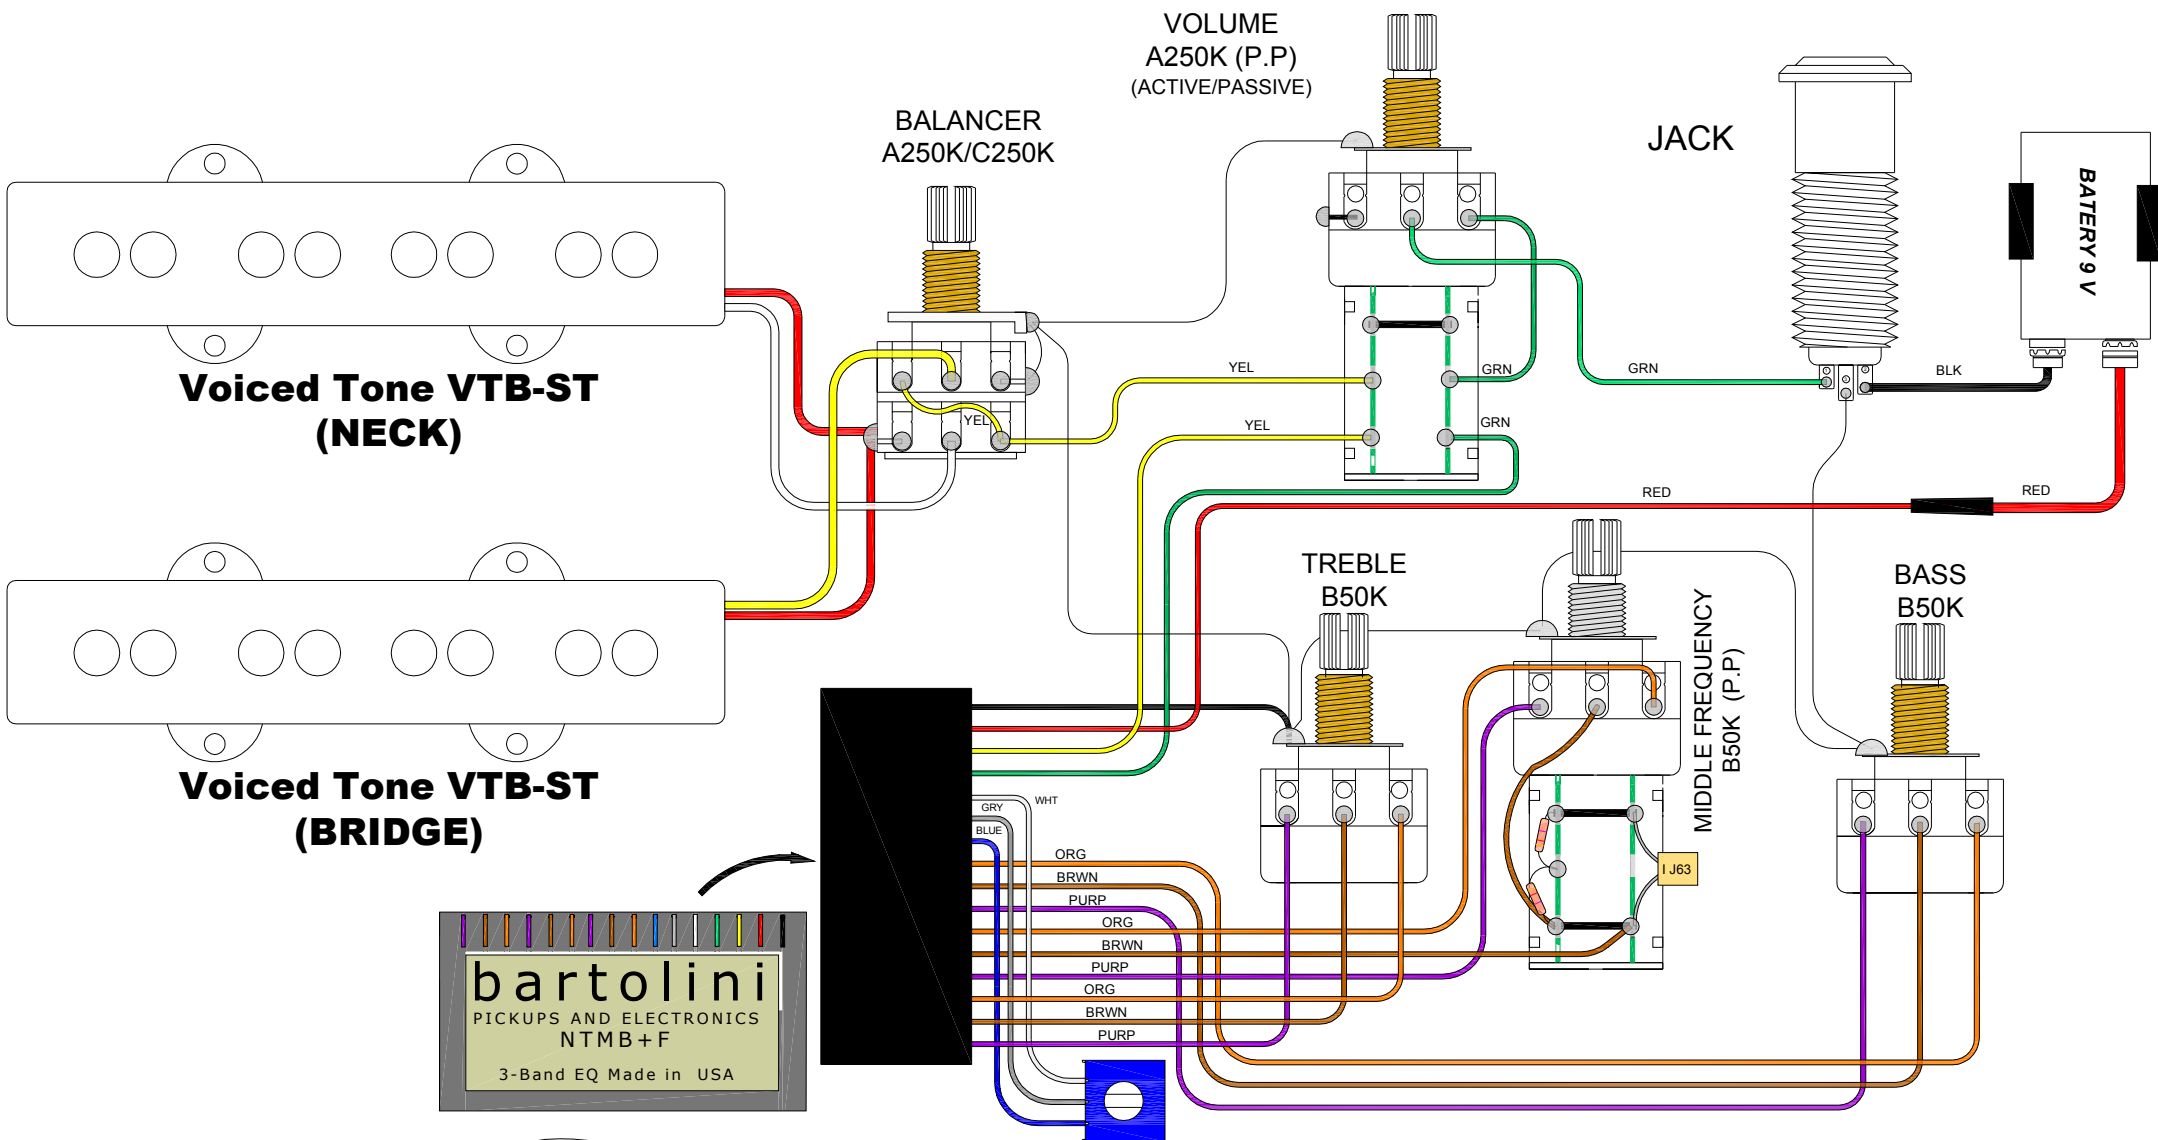 VOLUME
A250K (P.P)
(ACTIVE/PASSIVE)
BALANCER
A250K/C250K
JACK
BATERY 9 V
Voiced Tone VTB-ST
(NECK)
YEL
YEL
YEL
GRN
GRN
GRN
BLK
RED
RED
TREBLE
B50K
MIDDLE FREQUENCY
B50K (P.P)
BASS
B50K
Voiced Tone VTB-ST
(BRIDGE)
WHT
GRY
BLUE
ORG
BRWN
PURP
ORG
BRWN
PURP
ORG
BRWN
PURP
I J63
bartolini
PICKUPS AND ELECTRONICS
NTMB+F
3-Band EQ Made in USA